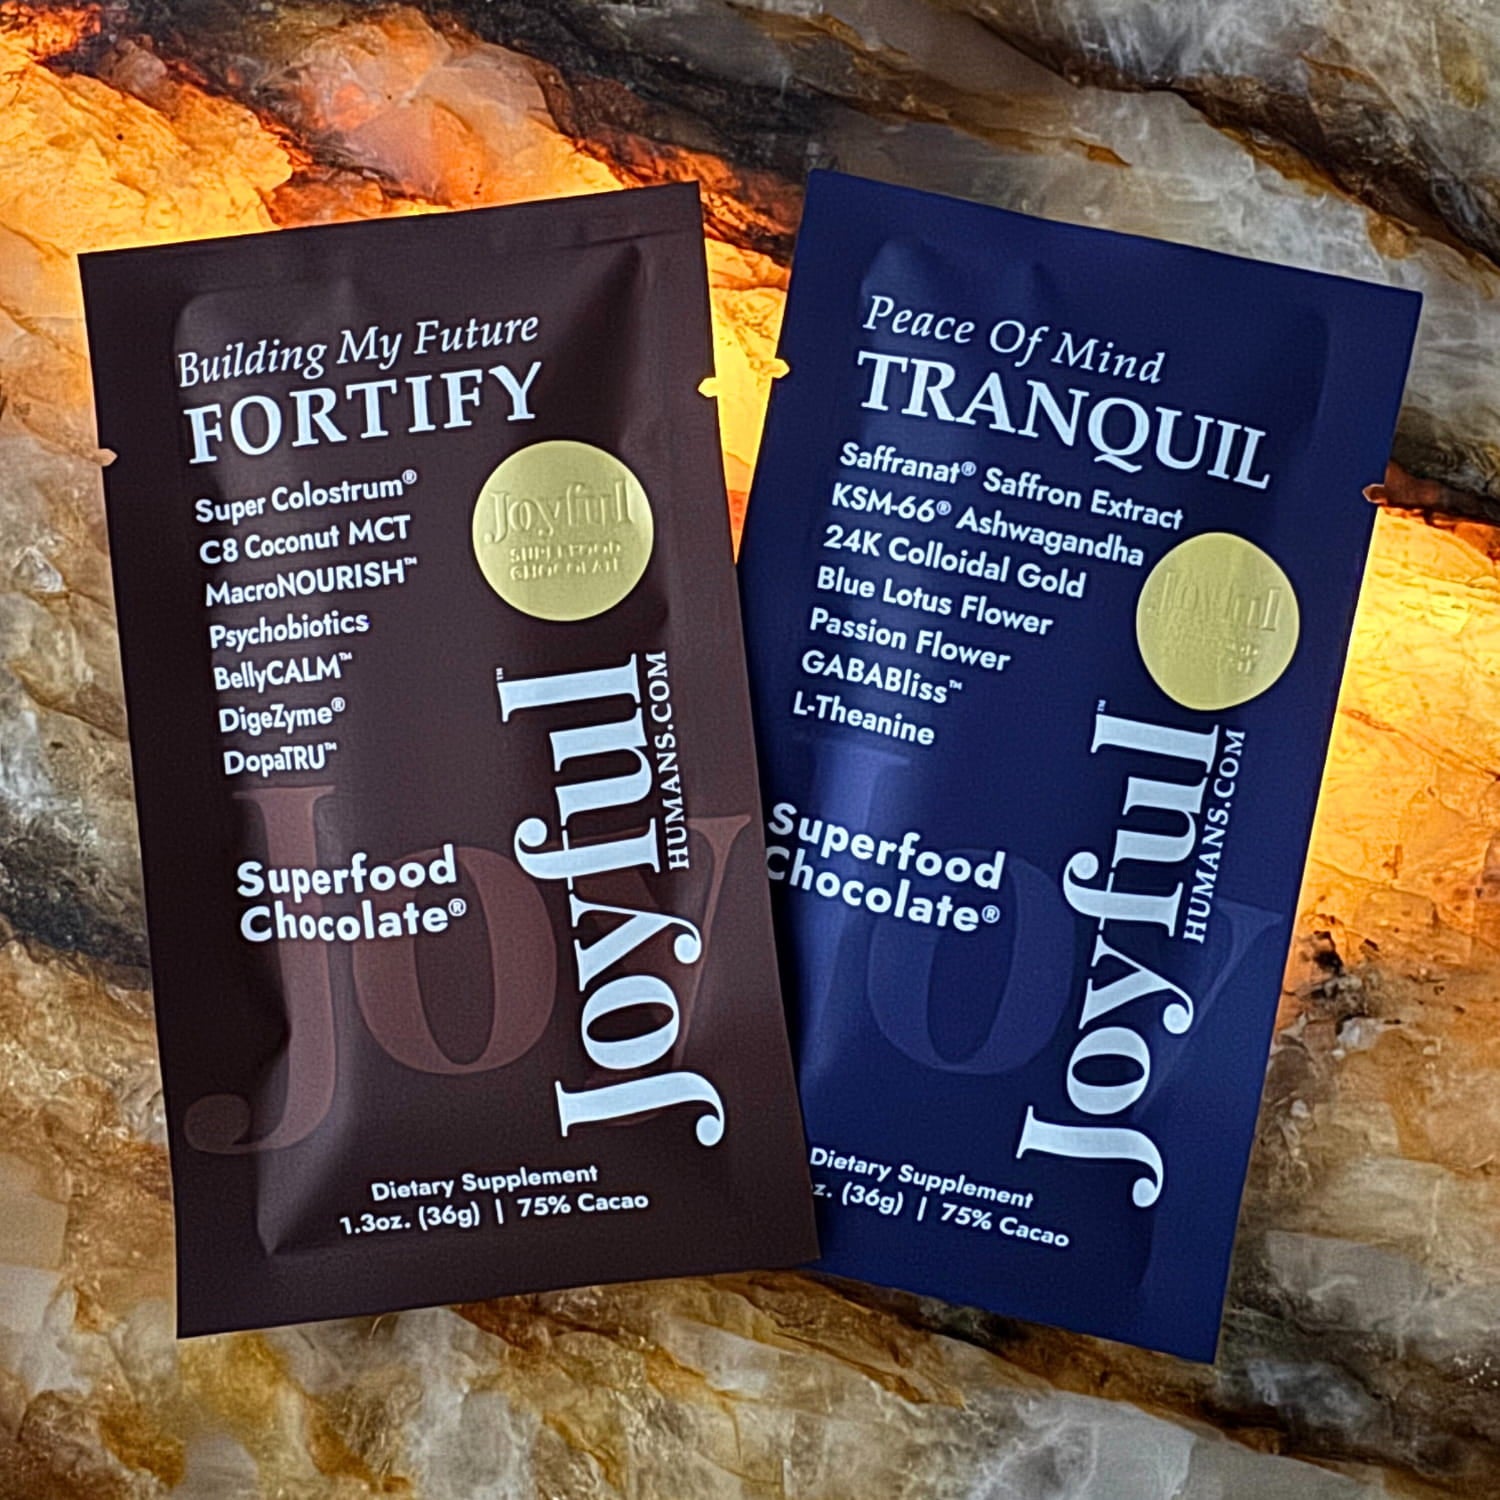 Building My Future
FORTIFY
Super Colostrum®
C8 Coconut MCT
MacroNOURISH™
Psychobiotics
BellyCALM™
DigeZyme®
DopaTRU™
Joyful
SUPERFOOD
CHOCOLATE
Superfood
Chocolate®
Joy
Joyful™
HUMANS.COM
Dietary Supplement
1.3oz. (36g) | 75% Cacao
Peace Of Mind
TRANQUIL
Saffranat® Saffron Extract
KSM-66® Ashwagandha
24K Colloidal Gold
Blue Lotus Flower
Passion Flower
GABABliss™
L-Theanine
Joyful
Superfood
Chocolate®
Joy
Joyful™
HUMANS.COM
Dietary Supplement
z. (36g) | 75% Cacao